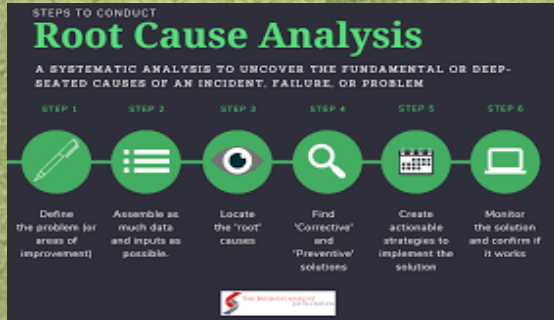 STEPS TO CONDUCT
Root Cause Analysis
A SYSTEMATIC ANALYSIS TO UNCOVER THE FUNDAMENTAL OR DEEP-
SEATED CAUSES OF AN INCIDENT, FAILURE, OR PROBLEM
STEP 1
Define
the problem (or
areas of
improvement)
STEP 2
Assemble as
much data
and inputs as
possible.
STEP 3
Locate
the "root"
causes
STEP 4
Find
'Corrective'
and
'Preventive'
solutions
STEP 5
Create
actionable
strategies to
implement the
solution
STEP 6
Monitor
the solution
and confirm if
it works
THE BUSINESS ANALYST